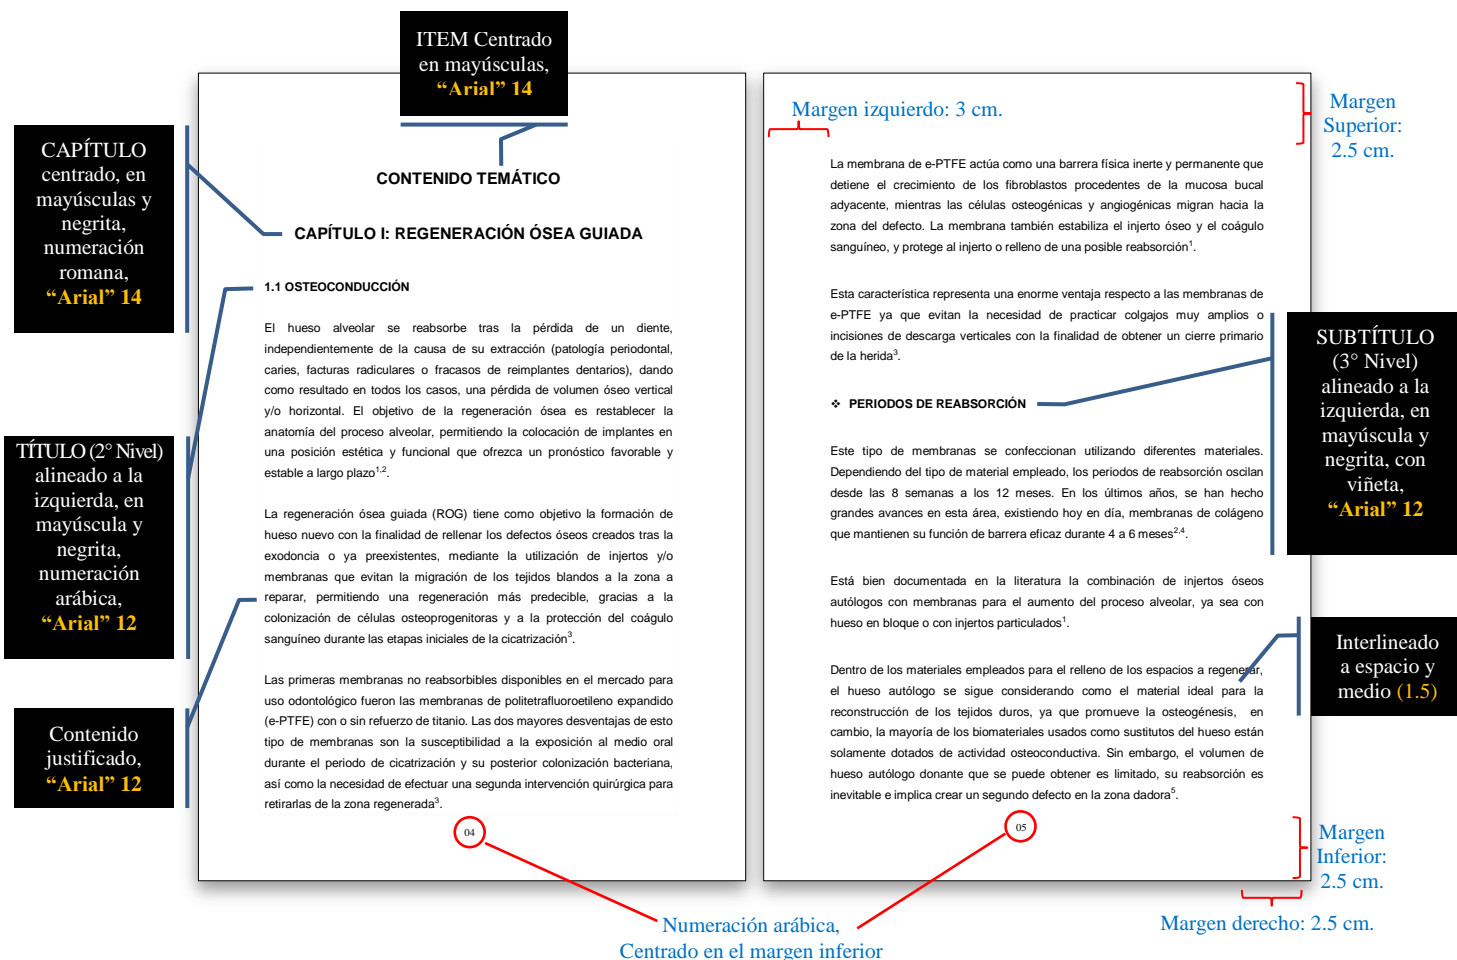 ITEM Centrado
en mayúsculas,
“Arial” 14
CAPÍTULO
centrado, en
mayúsculas y
negrita,
numeración
romana,
“Arial” 14
TÍTULO (2° Nivel)
alineado a la
izquierda, en
mayúscula y
negrita,
numeración
arábica,
“Arial” 12
Contenido
justificado,
“Arial” 12
CONTENIDO TEMÁTICO
CAPÍTULO I: REGENERACIÓN ÓSEA GUIADA
1.1 OSTEOCONDUCCIÓN
El hueso alveolar se reabsorbe tras la pérdida de un diente,
independientemente de la causa de su extracción (patología periodontal,
caries, facturas radiculares o fracasos de reimplantes dentarios), dando
como resultado en todos los casos, una pérdida de volumen óseo vertical
y/o horizontal. El objetivo de la regeneración ósea es restablecer la
anatomía del proceso alveolar, permitiendo la colocación de implantes en
una posición estética y funcional que ofrezca un pronóstico favorable y
estable a largo plazo1,2.
La regeneración ósea guiada (ROG) tiene como objetivo la formación de
hueso nuevo con la finalidad de rellenar los defectos óseos creados tras la
exodoncia o ya preexistentes, mediante la utilización de injertos y/o
membranas que evitan la migración de los tejidos blandos a la zona a
reparar, permitiendo una regeneración más predecible, gracias a la
colonización de células osteoprogenitoras y a la protección del coágulo
sanguíneo durante las etapas iniciales de la cicatrización3.
Las primeras membranas no reabsorbibles disponibles en el mercado para
uso odontológico fueron las membranas de politetrafluoroetileno expandido
(e-PTFE) con o sin refuerzo de titanio. Las dos mayores desventajas de esto
tipo de membranas son la susceptibilidad a la exposición al medio oral
durante el periodo de cicatrización y su posterior colonización bacteriana,
así como la necesidad de efectuar una segunda intervención quirúrgica para
retirarlas de la zona regenerada3.
04
Margen izquierdo: 3 cm.
Margen
Superior:
2.5 cm.
La membrana de e-PTFE actúa como una barrera física inerte y permanente que
detiene el crecimiento de los fibroblastos procedentes de la mucosa bucal
adyacente, mientras las células osteogénicas y angiogénicas migran hacia la
zona del defecto. La membrana también estabiliza el injerto óseo y el coágulo
sanguíneo, y protege al injerto o relleno de una posible reabsorción1.
Esta característica representa una enorme ventaja respecto a las membranas de
e-PTFE ya que evitan la necesidad de practicar colgajos muy amplios o
incisiones de descarga verticales con la finalidad de obtener un cierre primario
de la herida3.
❖ PERIODOS DE REABSORCIÓN
Este tipo de membranas se confeccionan utilizando diferentes materiales.
Dependiendo del tipo de material empleado, los periodos de reabsorción oscilan
desde las 8 semanas a los 12 meses. En los últimos años, se han hecho
grandes avances en esta área, existiendo hoy en día, membranas de colágeno
que mantienen su función de barrera eficaz durante 4 a 6 meses2,4.
Está bien documentada en la literatura la combinación de injertos óseos
autólogos con membranas para el aumento del proceso alveolar, ya sea con
hueso en bloque o con injertos particulados1.
Dentro de los materiales empleados para el relleno de los espacios a regenerar,
el hueso autólogo se sigue considerando como el material ideal para la
reconstrucción de los tejidos duros, ya que promueve la osteogénesis, en
cambio, la mayoría de los biomateriales usados como sustitutos del hueso están
solamente dotados de actividad osteoconductiva. Sin embargo, el volumen de
hueso autólogo donante que se puede obtener es limitado, su reabsorción es
inevitable e implica crear un segundo defecto en la zona dadora5.
05
SUBTÍTULO
(3° Nivel)
alineado a la
izquierda, en
mayúscula y
negrita, con
viñeta,
“Arial” 12
Interlineado
a espacio y
medio (1.5)
Margen
Inferior:
2.5 cm.
Margen derecho: 2.5 cm.
Numeración arábica,
Centrado en el margen inferior